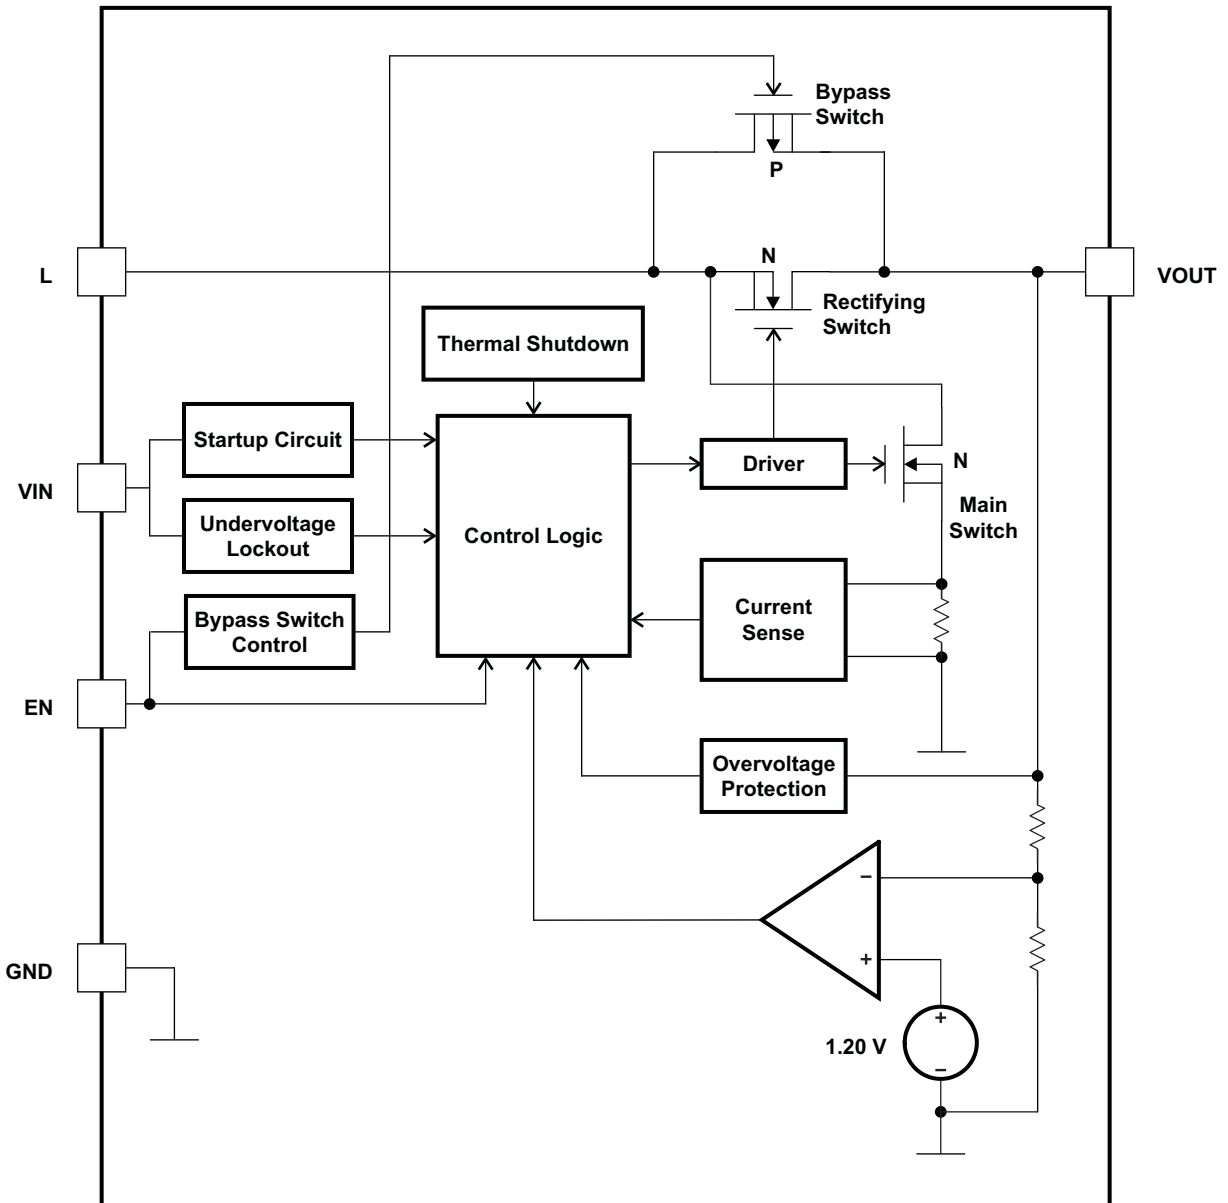 Bypass
Switch
P
L
N
VOUT
Rectifying
Switch
Thermal Shutdown
Startup Circuit
VIN
Driver
N
Main
Switch
Undervoltage
Lockout
Control Logic
Bypass Switch
Control
Current
Sense
EN
Overvoltage
Protection
−
+
GND
1.20 V
+
−